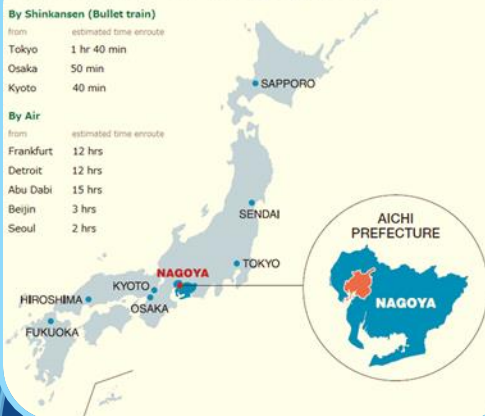 By Shinkansen (Bullet train)
from estimated time enroute
Tokyo 1 hr 40 min
Osaka 50 min
Kyoto 40 min
By Air
from estimated time enroute
Frankfurt 12 hrs
Detroit 12 hrs
Abu Dabi 15 hrs
Beijin 3 hrs
Seoul 2 hrs
SAPPORO
SENDAI
TOKYO
NAGOYA
KYOTO
HIROSHIMA
OSAKA
FUKUOKA
AICHI
PREFECTURE
NAGOYA